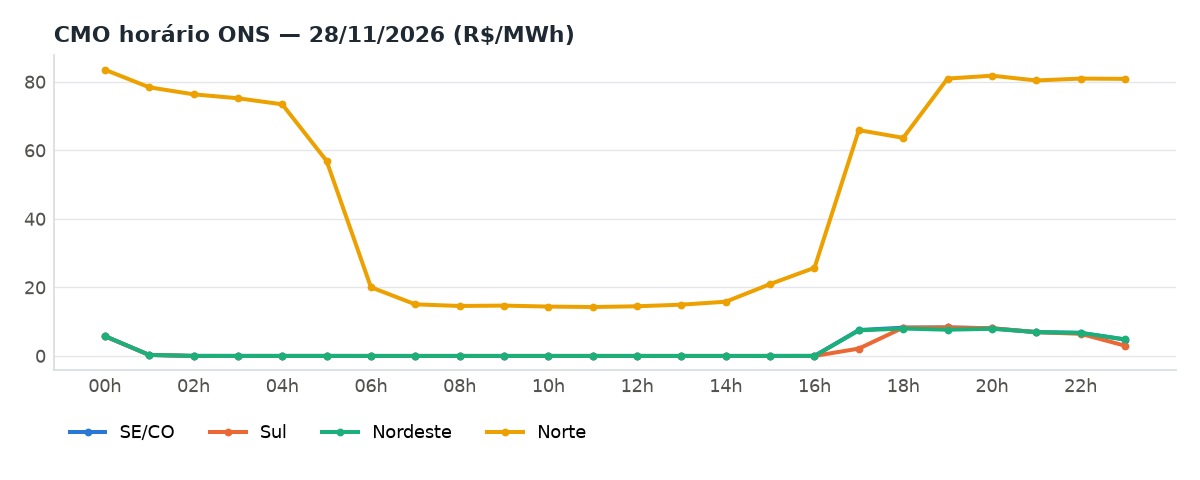 CMO horário ONS — 28/11/2026 (R$/MWh)
80
60
40
20
0
00h 02h 04h 06h 08h 10h 12h 14h 16h 18h 20h 22h
SE/CO Sul Nordeste Norte